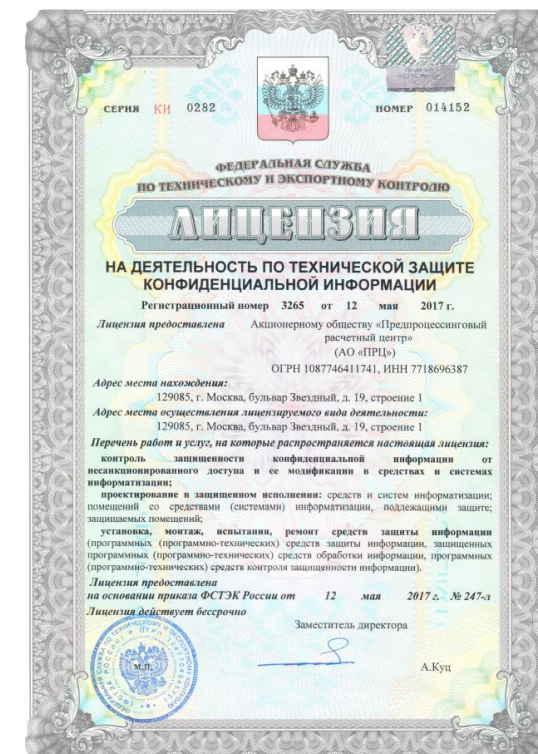 СЕРИЯ КИ 0282 НОМЕР 014152
ФЕДЕРАЛЬНАЯ СЛУЖБА
ПО ТЕХНИЧЕСКОМУ И ЭКСПОРТНОМУ КОНТРОЛЮ
ЛИЦЕНЗИЯ
НА ДЕЯТЕЛЬНОСТЬ ПО ТЕХНИЧЕСКОЙ ЗАЩИТЕ
КОНФИДЕНЦИАЛЬНОЙ ИНФОРМАЦИИ
Регистрационный номер 3265 от 12 мая 2017 г.
Лицензия предоставлена Акционерному обществу «Предпроцессинговый
расчетный центр»
(АО «ПРЦ»)
ОГРН 1087746411741, ИНН 7718696387
Адрес места нахождения:
129085, г. Москва, бульвар Звездный, д. 19, строение 1
Адрес места осуществления лицензируемого вида деятельности:
129085, г. Москва, бульвар Звездный, д. 19, строение 1
Перечень работ и услуг, на которые распространяется настоящая лицензия:
контроль защищенности конфиденциальной информации от
несанкционированного доступа и ее модификации в средствах и системах
информатизации;
проектирование в защищенном исполнении: средств и систем информатизации;
помещений со средствами (системами) информатизации, подлежащими защите;
защищаемых помещений;
установка, монтаж, испытания, ремонт средств защиты информации
(программных (программно-технических) средств защиты информации, защищенных
программных (программно-технических) средств обработки информации, программных
(программно-технических) средств контроля защищенности информации).
Лицензия предоставлена
на основании приказа ФСТЭК России от 12 мая 2017 г. № 247-л
Лицензия действует бессрочно
Заместитель директора
М.П.
А.Куц